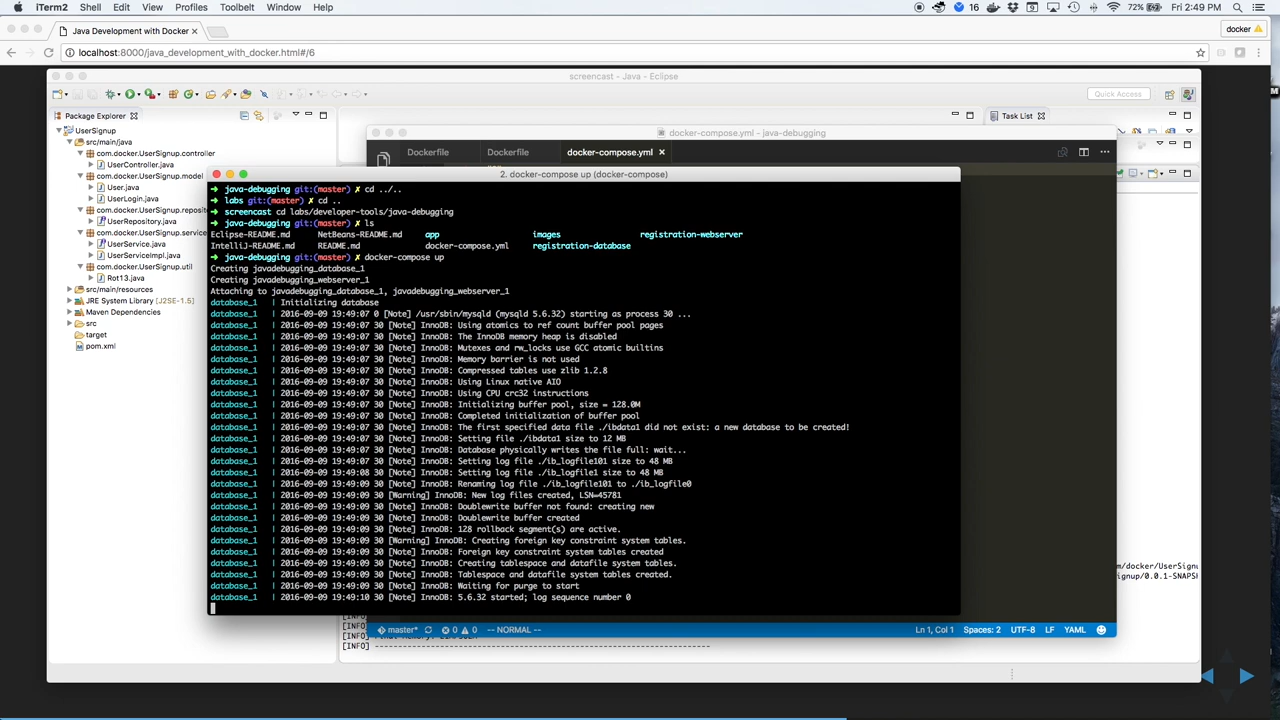 iTerm2 Shell Edit View Profiles Toolbelt Window Help 16 72% Fri 2:49 PM
Java Development with Docker
docker
localhost:8000/java_development_with_docker.html#/6
screencast - Java - Eclipse
Quick Access
Package Explorer
Task List
UserSignup
src/main/java
com.docker.UserSignup.controller
UserController.java
com.docker.UserSignup.model
User.java
UserLogin.java
com.docker.UserSignup.reposito
UserRepository.java
com.docker.UserSignup.service
UserService.java
UserServiceImpl.java
com.docker.UserSignup.util
Rot13.java
src/main/resources
JRE System Library [J2SE-1.5]
Maven Dependencies
src
target
pom.xml
docker-compose.yml - java-debugging
Dockerfile Dockerfile docker-compose.yml
2. docker-compose up (docker-compose)
➜ java-debugging git:(master) ✗ cd ../..
➜ labs git:(master) ✗ cd ..
➜ screencast cd labs/developer-tools/java-debugging
➜ java-debugging git:(master) ✗ ls
Eclipse-README.md NetBeans-README.md app images registration-webserver
IntelliJ-README.md README.md docker-compose.yml registration-database
➜ java-debugging git:(master) ✗ docker-compose up
Creating javadebugging_database_1
Creating javadebugging_webserver_1
Attaching to javadebugging_database_1, javadebugging_webserver_1
database_1 | Initializing database
database_1 | 2016-09-09 19:49:07 0 [Note] /usr/sbin/mysqld (mysqld 5.6.32) starting as process 30 ...
database_1 | 2016-09-09 19:49:07 30 [Note] InnoDB: Using atomics to ref count buffer pool pages
database_1 | 2016-09-09 19:49:07 30 [Note] InnoDB: The InnoDB memory heap is disabled
database_1 | 2016-09-09 19:49:07 30 [Note] InnoDB: Mutexes and rw_locks use GCC atomic builtins
database_1 | 2016-09-09 19:49:07 30 [Note] InnoDB: Memory barrier is not used
database_1 | 2016-09-09 19:49:07 30 [Note] InnoDB: Compressed tables use zlib 1.2.8
database_1 | 2016-09-09 19:49:07 30 [Note] InnoDB: Using Linux native AIO
database_1 | 2016-09-09 19:49:07 30 [Note] InnoDB: Using CPU crc32 instructions
database_1 | 2016-09-09 19:49:07 30 [Note] InnoDB: Initializing buffer pool, size = 128.0M
database_1 | 2016-09-09 19:49:07 30 [Note] InnoDB: Completed initialization of buffer pool
database_1 | 2016-09-09 19:49:07 30 [Note] InnoDB: The first specified data file ./ibdata1 did not exist: a new database to be created!
database_1 | 2016-09-09 19:49:07 30 [Note] InnoDB: Setting file ./ibdata1 size to 12 MB
database_1 | 2016-09-09 19:49:07 30 [Note] InnoDB: Database physically writes the file full: wait...
database_1 | 2016-09-09 19:49:07 30 [Note] InnoDB: Setting log file ./ib_logfile101 size to 48 MB
database_1 | 2016-09-09 19:49:08 30 [Note] InnoDB: Setting log file ./ib_logfile1 size to 48 MB
database_1 | 2016-09-09 19:49:09 30 [Note] InnoDB: Renaming log file ./ib_logfile101 to ./ib_logfile0
database_1 | 2016-09-09 19:49:09 30 [Warning] InnoDB: New log files created, LSN=45781
database_1 | 2016-09-09 19:49:09 30 [Note] InnoDB: Doublewrite buffer not found: creating new
database_1 | 2016-09-09 19:49:09 30 [Note] InnoDB: Doublewrite buffer created
database_1 | 2016-09-09 19:49:09 30 [Note] InnoDB: 128 rollback segment(s) are active.
database_1 | 2016-09-09 19:49:09 30 [Warning] InnoDB: Creating foreign key constraint system tables.
database_1 | 2016-09-09 19:49:09 30 [Note] InnoDB: Foreign key constraint system tables created
database_1 | 2016-09-09 19:49:09 30 [Note] InnoDB: Creating tablespace and datafile system tables.
database_1 | 2016-09-09 19:49:09 30 [Note] InnoDB: Tablespace and datafile system tables created.
database_1 | 2016-09-09 19:49:09 30 [Note] InnoDB: Waiting for purge to start
database_1 | 2016-09-09 19:49:10 30 [Note] InnoDB: 5.6.32 started; log sequence number 0
m/docker/UserSignu
ignup/0.0.1-SNAPSH
[INFO]
[INFO]
master* 0 0 -- NORMAL -- Ln 1, Col 1 Spaces: 2 UTF-8 LF YAML
[INFO] ------------------------------------------------------------------------